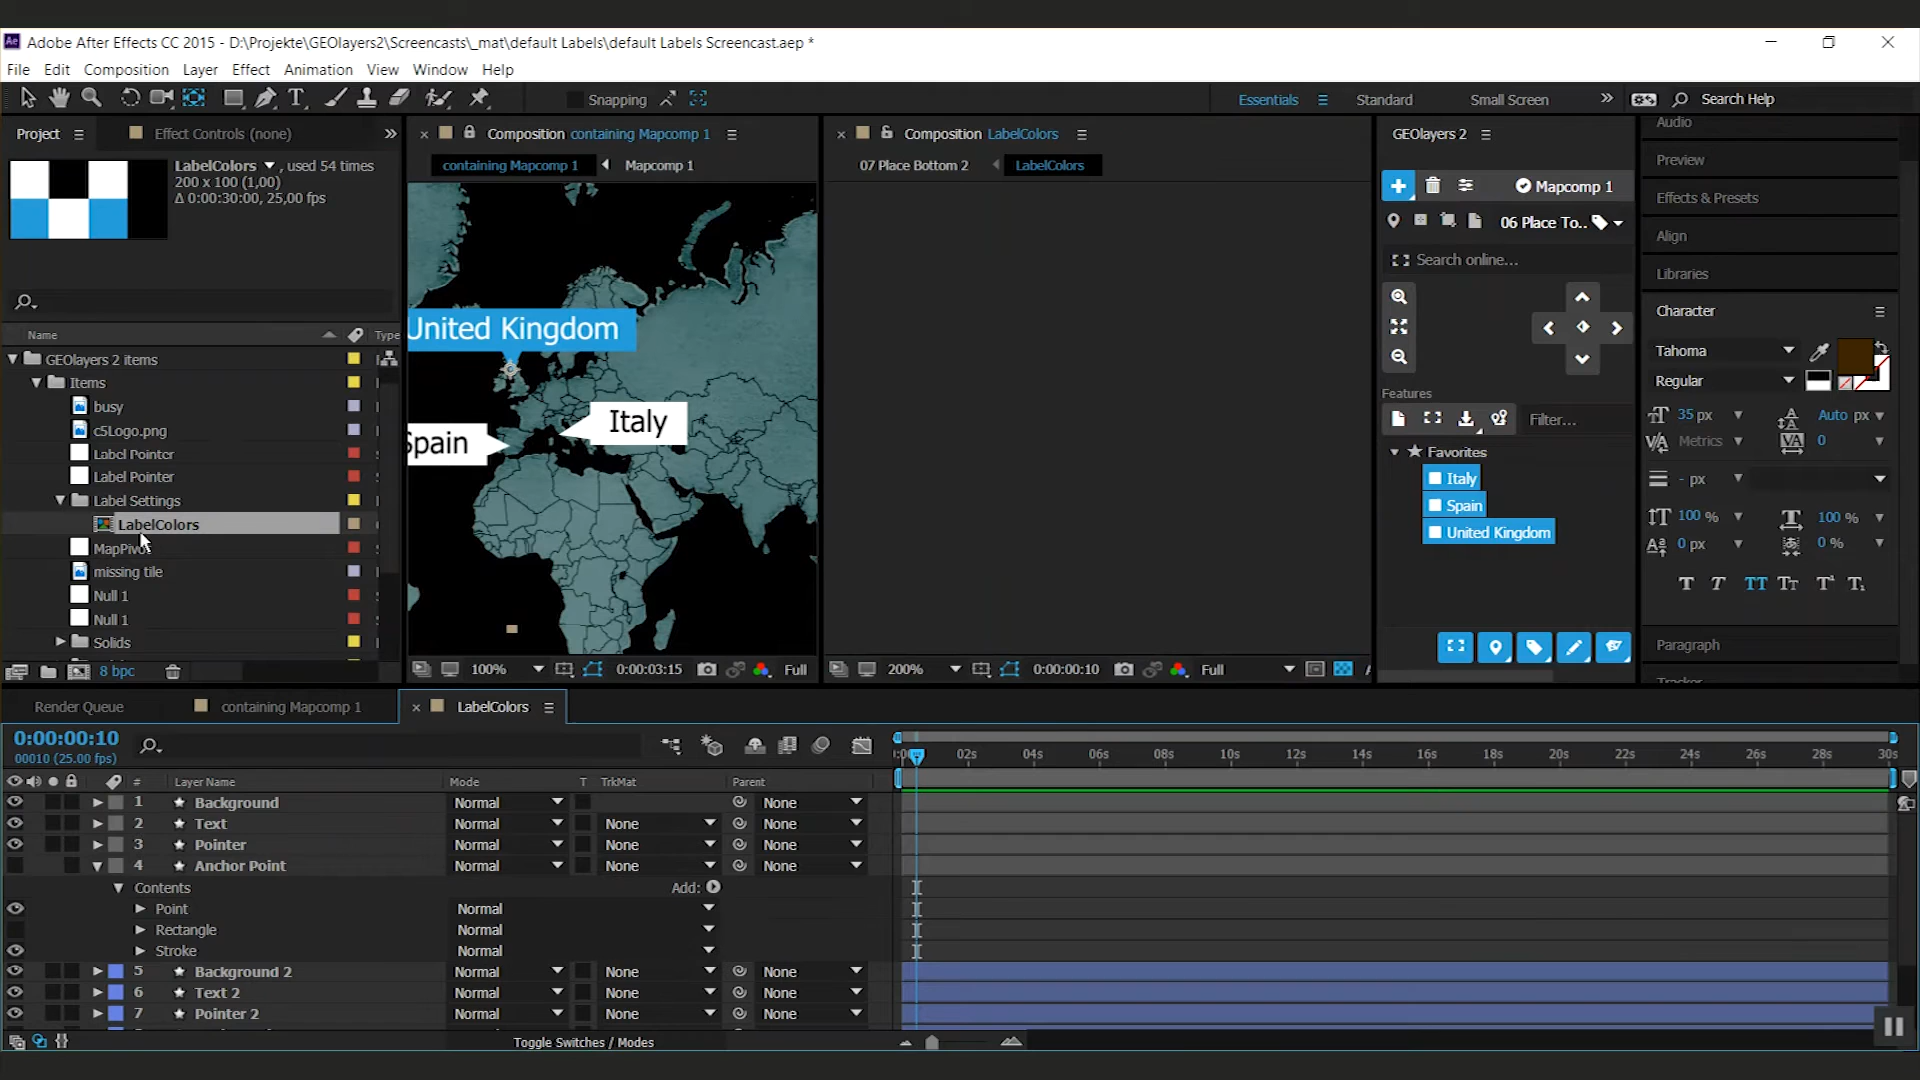 Ae Adobe After Effects CC 2015 - D:\Projekte\GEOlayers2\Screencasts\_mat\default Labels\default Labels Screencast.aep *
File Edit Composition Layer Effect Animation View Window Help
T Snapping Essentials Standard Small Screen Search Help
Project Effect Controls (none)
LabelColors , used 54 times
200 x 100 (1,00)
Δ 0:00:30:00, 25,00 fps
Name Type
GEOlayers 2 items
Items
busy
c5Logo.png
Label Pointer
Label Pointer
Label Settings
LabelColors
MapPivo
missing tile
Null 1
Null 1
Solids
8 bpc
Composition containing Mapcomp 1
containing Mapcomp 1 Mapcomp 1
United Kingdom
Italy
Spain
100% 0:00:03:15 Full
Composition LabelColors
07 Place Bottom 2 LabelColors
200% 0:00:00:10 Full
GEOlayers 2
Mapcomp 1
06 Place To..
Search online...
Features
Filter...
Favorites
Italy
Spain
United Kingdom
Audio
Preview
Effects & Presets
Align
Libraries
Character
Tahoma
Regular
35 px Auto px
Metrics 0
- px
100 % 100 %
0 px 0 %
T T TT Tt T¹ T₁
Paragraph
Render Queue containing Mapcomp 1 LabelColors
0:00:00:10
00010 (25.00 fps)
02s 04s 06s 08s 10s 12s 14s 16s 18s 20s 22s 24s 26s 28s 30s
# Layer Name Mode T TrkMat Parent
1 Background Normal None
2 Text Normal None None
3 Pointer Normal None None
4 Anchor Point Normal None None
Contents Add:
Point Normal
Rectangle Normal
Stroke Normal
5 Background 2 Normal None None
6 Text 2 Normal None None
7 Pointer 2 Normal None None
Toggle Switches / Modes